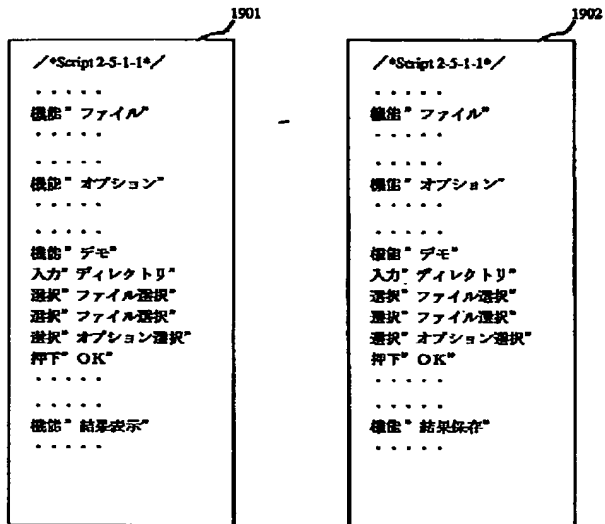 1901
／*Script 2-5-1-1*／
．．．．．
機能" ファイル"
．．．．．
．．．．．
機能" オプション"
．．．．．
．．．．．
機能" デモ"
入力" ディレクトリ"
選択" ファイル選択"
選択" ファイル選択"
選択" オプション選択"
押下" OK"
．．．．．
．．．．．
機能" 結果表示"
．．．．．
1902
／*Script 2-5-1-1*／
．．．．．
機能" ファイル"
．．．．．
．．．．．
機能" オプション"
．．．．．
．．．．．
機能" デモ"
入力" ディレクトリ"
選択" ファイル選択"
選択" ファイル選択"
選択" オプション選択"
押下" OK"
．．．．．
．．．．．
機能" 結果保存"
．．．．．